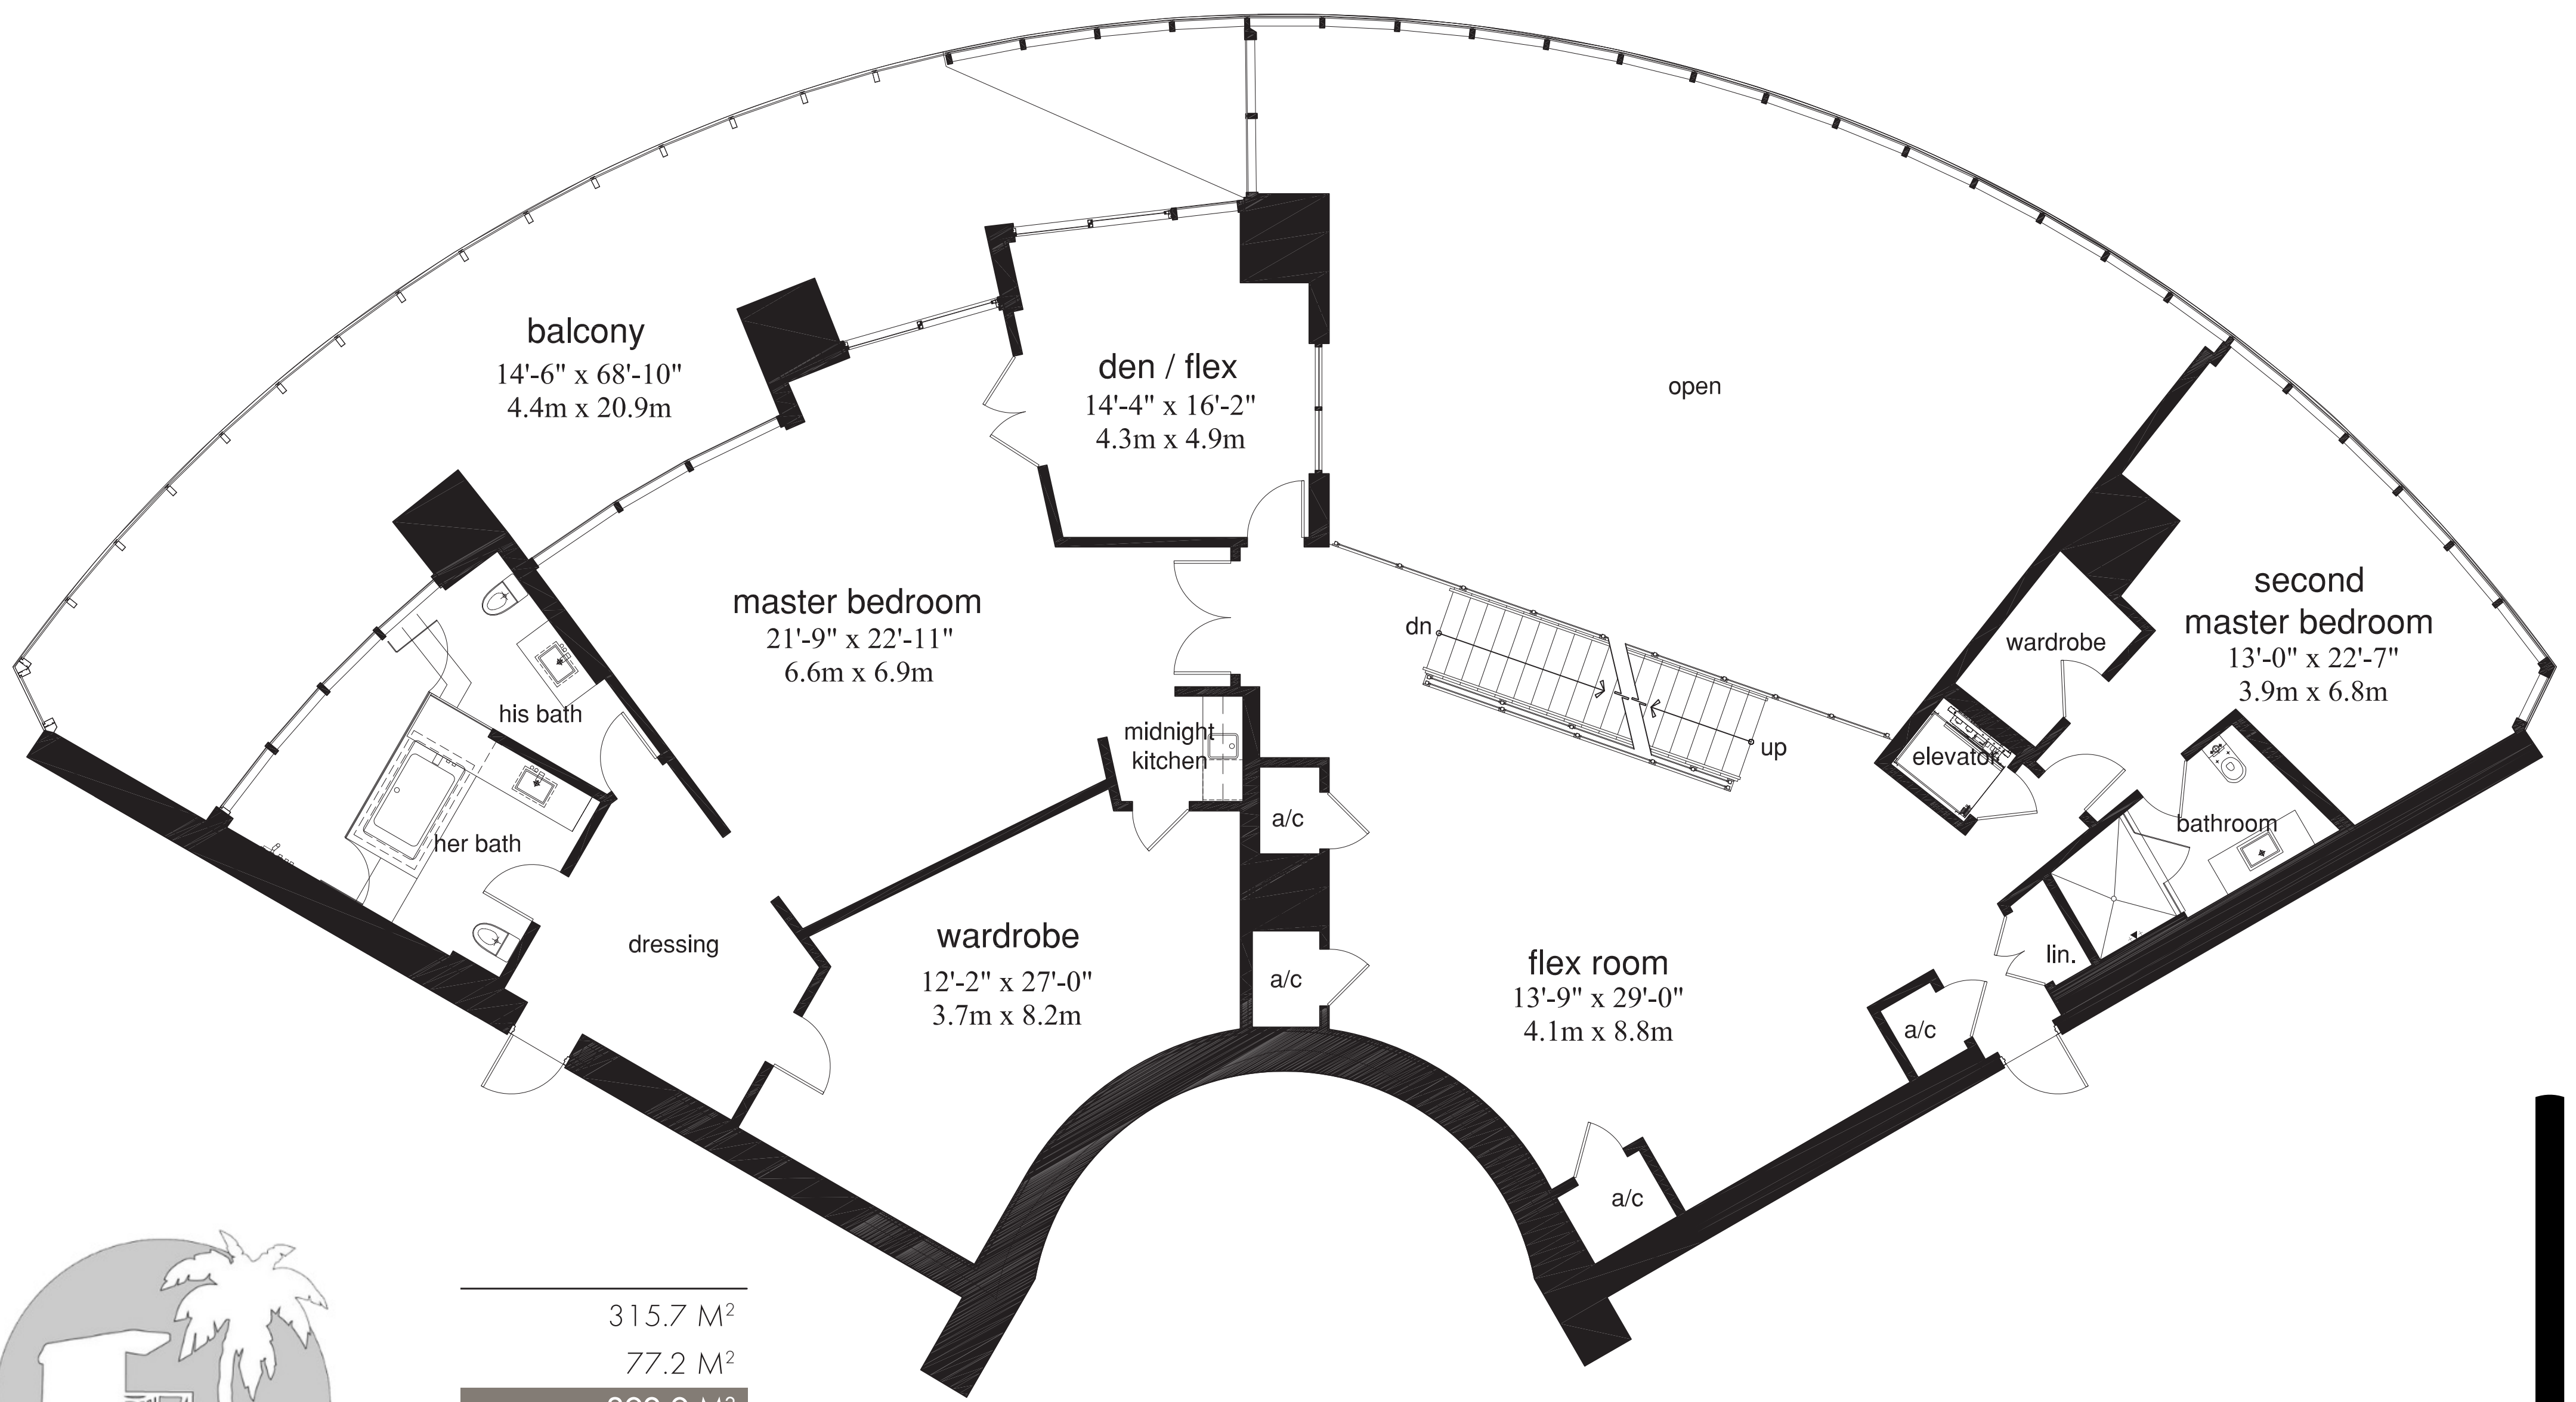 balcony
14'-6" x 68'-10"
4.4m x 20.9m
den / flex
14'-4" x 16'-2"
4.3m x 4.9m
open
master bedroom
21'-9" x 22'-11"
6.6m x 6.9m
dn
up
wardrobe
second
master bedroom
13'-0" x 22'-7"
3.9m x 6.8m
his bath
midnight
kitchen
elevator
her bath
a/c
bathroom
dressing
wardrobe
12'-2" x 27'-0"
3.7m x 8.2m
a/c
flex room
13'-9" x 29'-0"
4.1m x 8.8m
lin.
a/c
a/c
315.7 M²
77.2 M²
M²